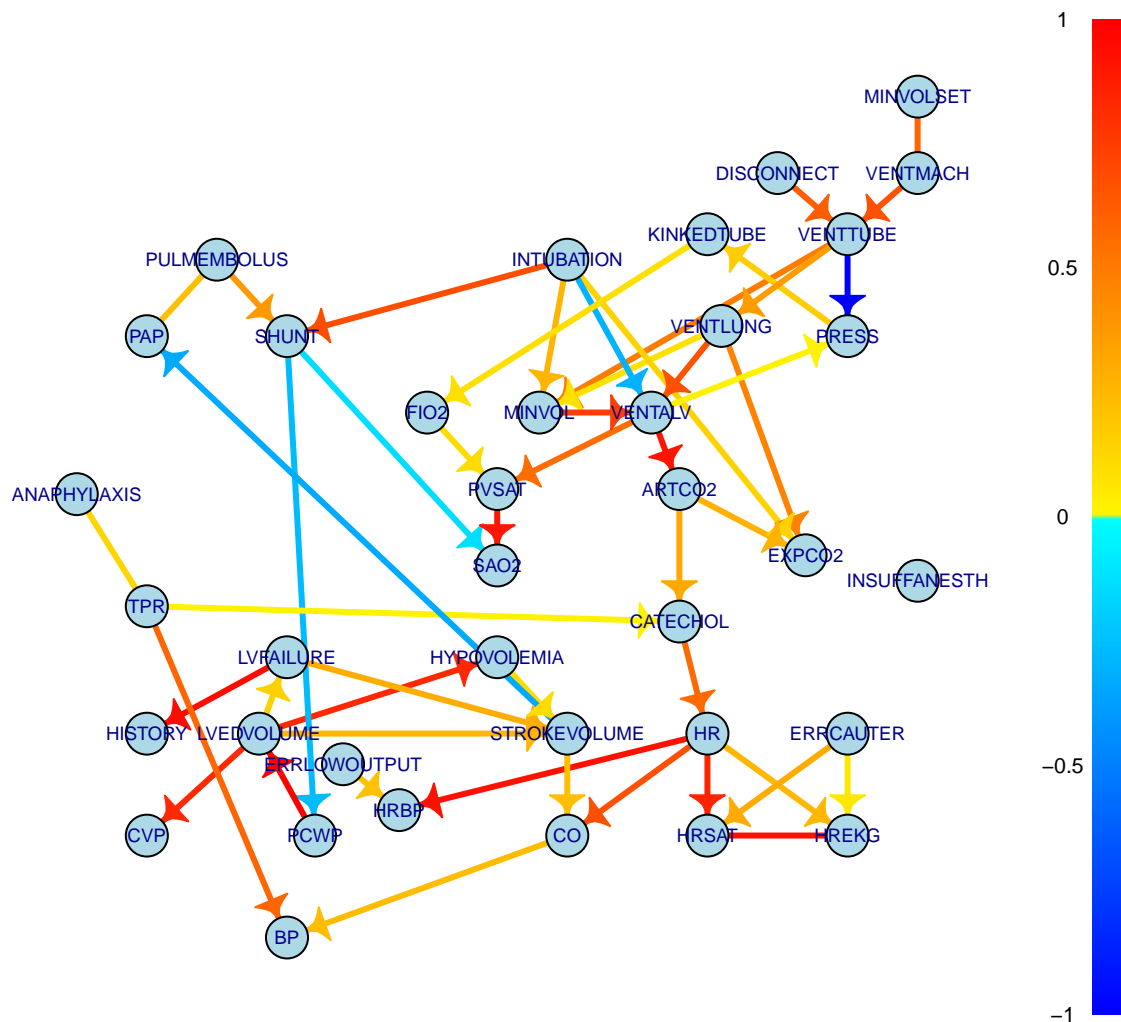 1
MINVOLSET
DISCONNECT
VENTMACH
KINKEDTUBE
VENTTUBE
PULMEMBOLUS
INTUBATION
0.5
VENTLUNG
PAP
SHUNT
PRESS
FIO2
MINVOL
VENTALV
ANAPHYLAXIS
PVSAT
ARTCO2
0
EXPCO2
SAO2
INSUFFANESTH
TPR
CATECHOL
LVFAILURE
HYPOVOLEMIA
HISTORY
LVEDVOLUME
STROKEVOLUME
HR
ERRCAUTER
ERRLOWOUTPUT
−0.5
HRBP
CVP
PCWP
CO
HRSAT
HREKG
BP
−1